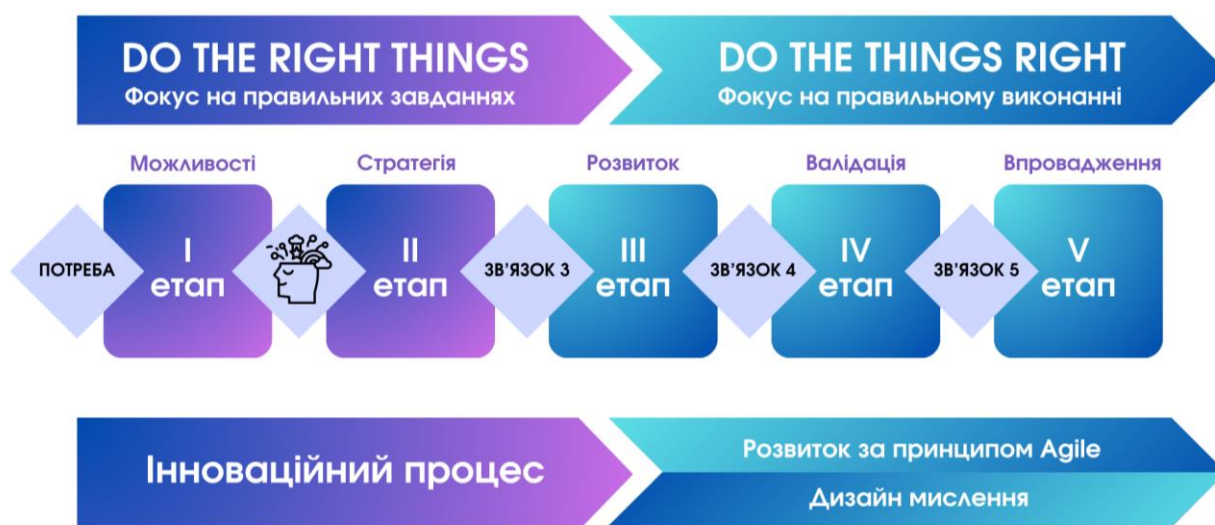 DO THE RIGHT THINGS
Фокус на правильних завданнях
DO THE THINGS RIGHT
Фокус на правильному виконанні
Можливості
Стратегія
Розвиток
Валідація
Впровадження
ПОТРЕБА
I
етап
II
етап
ЗВ'ЯЗОК 3
III
етап
ЗВ'ЯЗОК 4
IV
етап
ЗВ'ЯЗОК 5
V
етап
Інноваційний процес
Розвиток за принципом Agile
Дизайн мислення